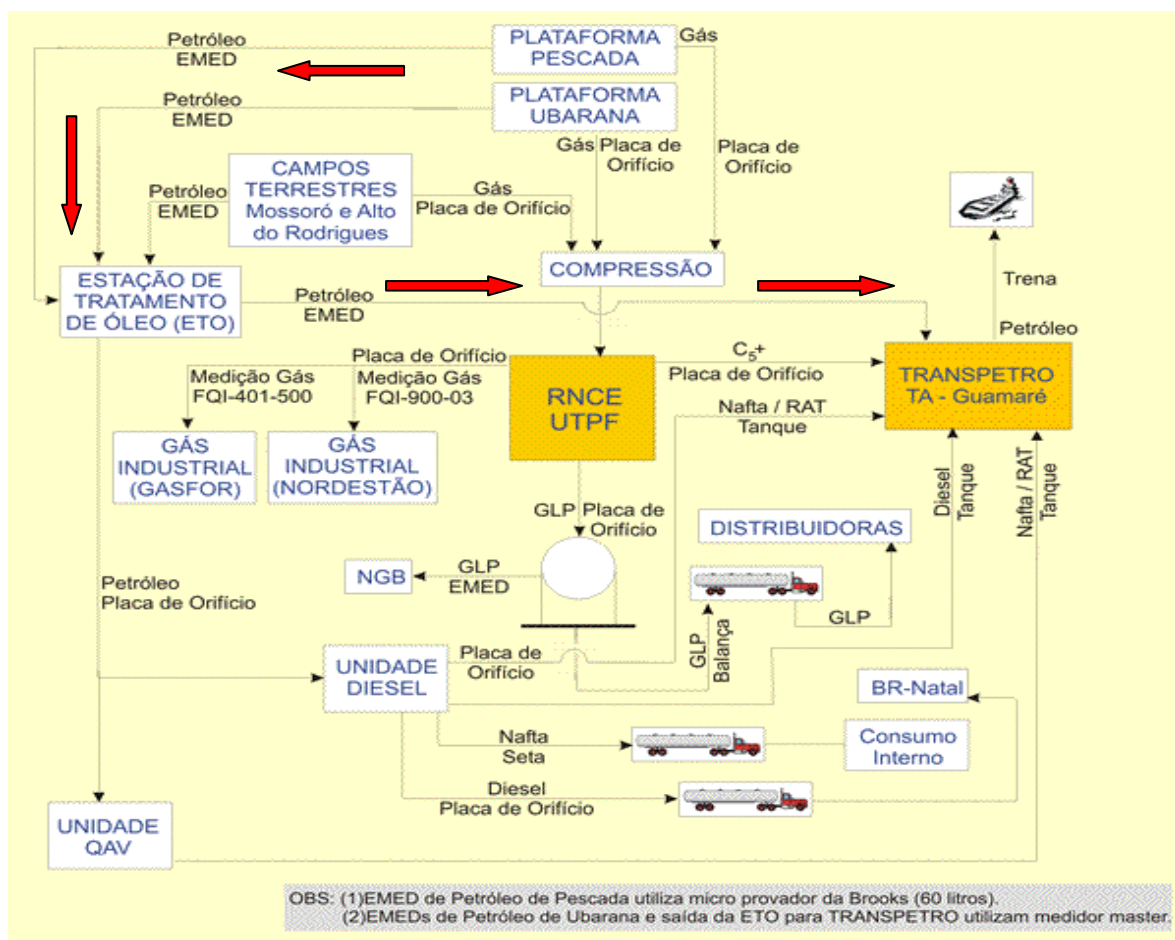 Petróleo
EMED
PLATAFORMA
PESCADA
Gás
Petróleo
EMED
PLATAFORMA
UBARANA
Gás Placa de
Orifício
Placa de
Orifício
Petróleo
EMED
CAMPOS
TERRESTRES
Mossoró e Alto
do Rodrigues
Gás
Placa de Orifício
COMPRESSÃO
Trena
Petróleo
ESTAÇÃO DE
TRATAMENTO
DE ÓLEO (ETO)
Petróleo
EMED
Placa de Orifício
Medição Gás
FQI-401-500
Medição Gás
FQI-900-03
RNCE
UTPF
C5+
Placa de Orifício
TRANSPETRO
TA - Guamaré
Nafta / RAT
Tanque
GÁS
INDUSTRIAL
(GASFOR)
GÁS
INDUSTRIAL
(NORDESTÃO)
Diesel
Tanque
Nafta / RAT
Tanque
GLP Placa de
Orifício
DISTRIBUIDORAS
NGB
GLP
EMED
Petróleo
Placa de Orifício
GLP
GLP
Balança
UNIDADE
DIESEL
Placa de
Orifício
BR-Natal
Nafta
Seta
Consumo
Interno
Diesel
Placa de Orifício
UNIDADE
QAV
OBS: (1)EMED de Petróleo de Pescada utiliza micro provador da Brooks (60 litros).
(2)EMEDs de Petróleo de Ubarana e saída da ETO para TRANSPETRO utilizam medidor master.